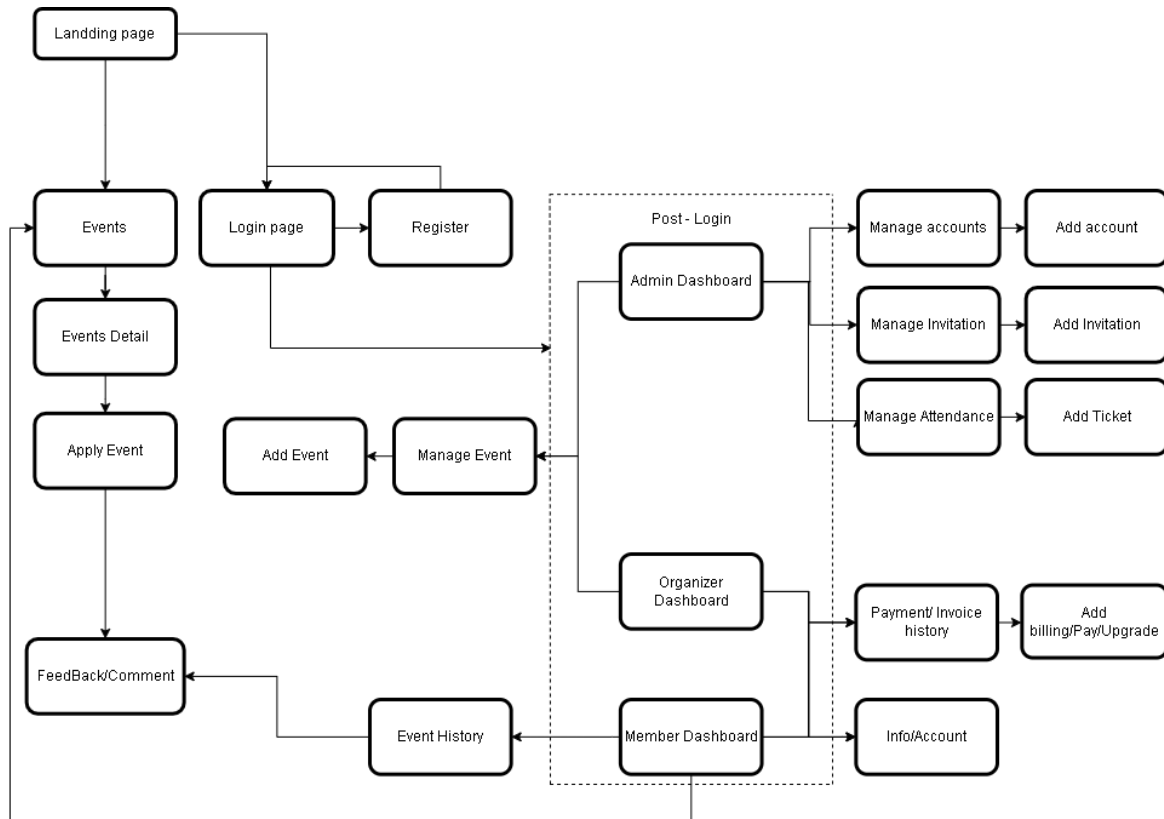 Landding page
Events
Login page
Register
Post - Login
Manage accounts
Add account
Admin Dashboard
Events Detail
Manage Invitation
Add Invitation
Manage Attendance
Add Ticket
Apply Event
Add Event
Manage Event
Organizer
Dashboard
Payment/ Invoice
history
Add
billing/Pay/Upgrade
FeedBack/Comment
Event History
Member Dashboard
Info/Account